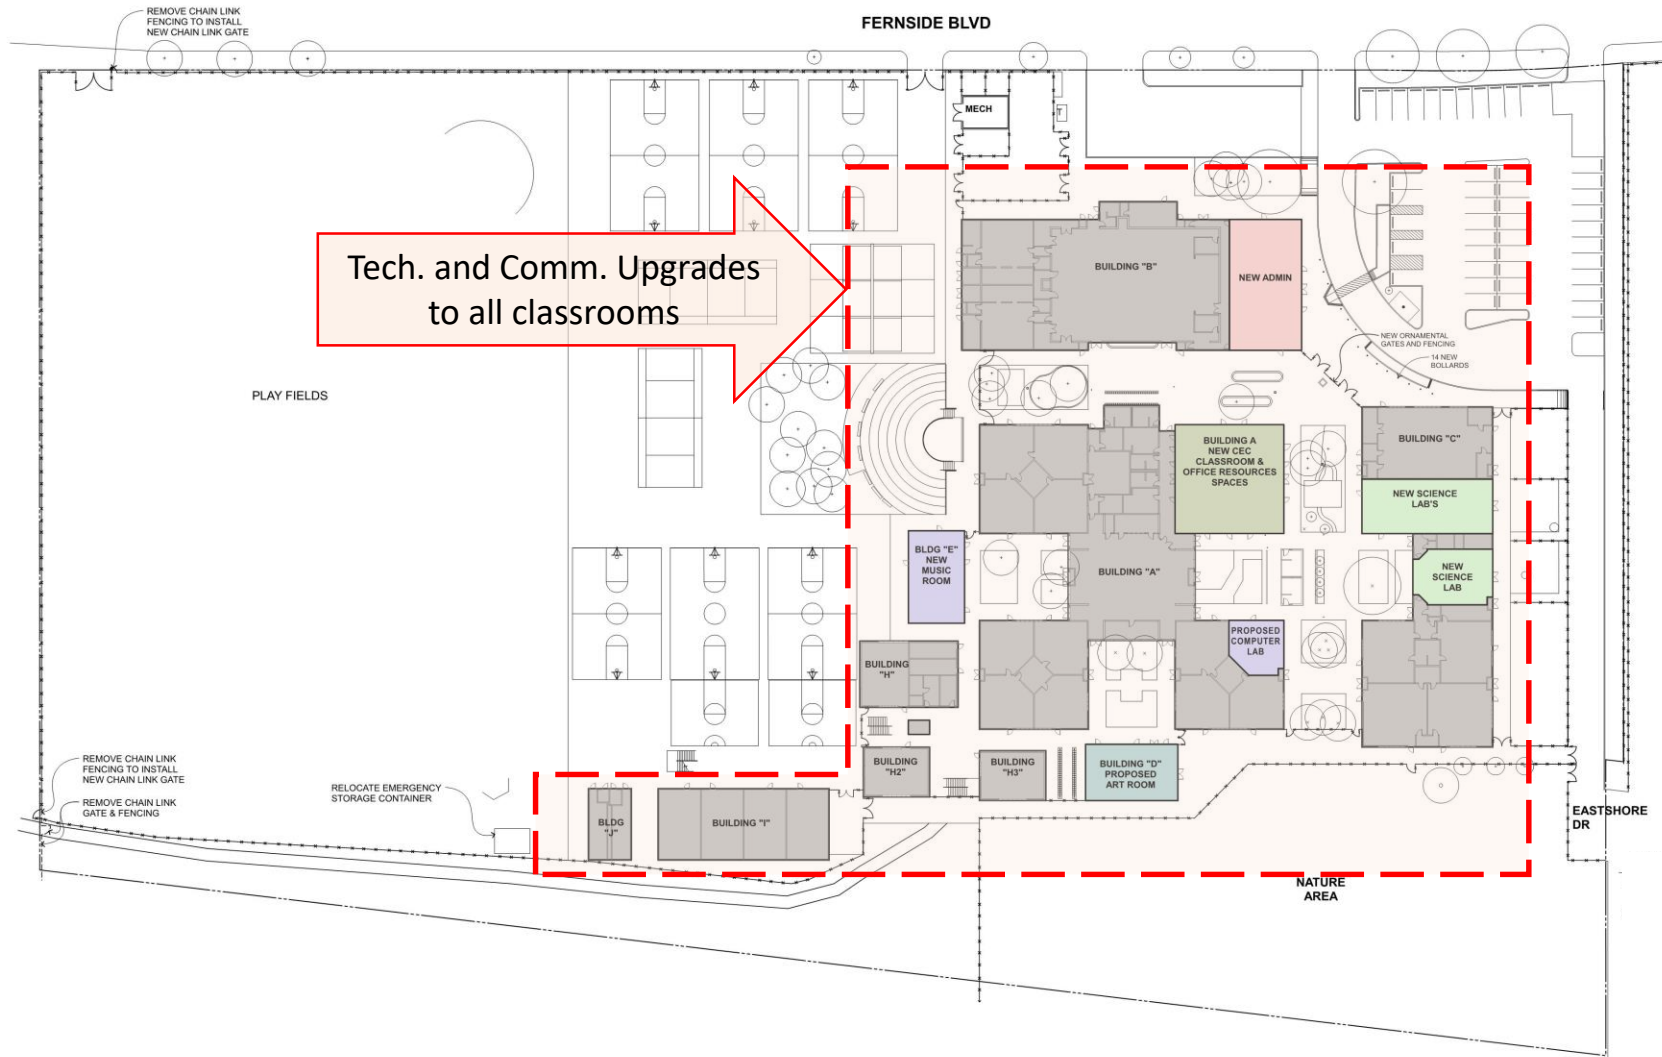 REMOVE CHAIN LINK
FENCING TO INSTALL
NEW CHAIN LINK GATE
FERNSIDE BLVD
MECH
Tech. and Comm. Upgrades
to all classrooms
BUILDING "B"
NEW ADMIN
NEW ORNAMENTAL
GATES AND FENCING
14 NEW
BOLLARDS
PLAY FIELDS
BUILDING A
NEW CEC
CLASSROOM &
OFFICE RESOURCES
SPACES
BUILDING "C"
NEW SCIENCE
LAB'S
BLDG "E"
NEW
MUSIC
ROOM
BUILDING "A"
NEW
SCIENCE
LAB
PROPOSED
COMPUTER
LAB
BUILDING
"H"
BUILDING
"H2"
BUILDING
"H3"
BUILDING "D"
PROPOSED
ART ROOM
REMOVE CHAIN LINK
FENCING TO INSTALL
NEW CHAIN LINK GATE
REMOVE CHAIN LINK
GATE & FENCING
RELOCATE EMERGENCY
STORAGE CONTAINER
BLDG
"J"
BUILDING "I"
EASTSHORE
DR
NATURE
AREA